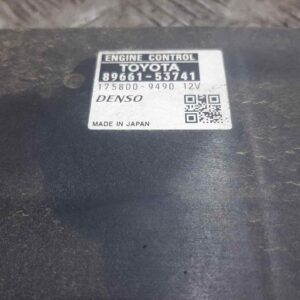 ENGINE CONTROL
TOYOTA
89661-53741
175800-9490 12V
DENSO
MADE IN JAPAN